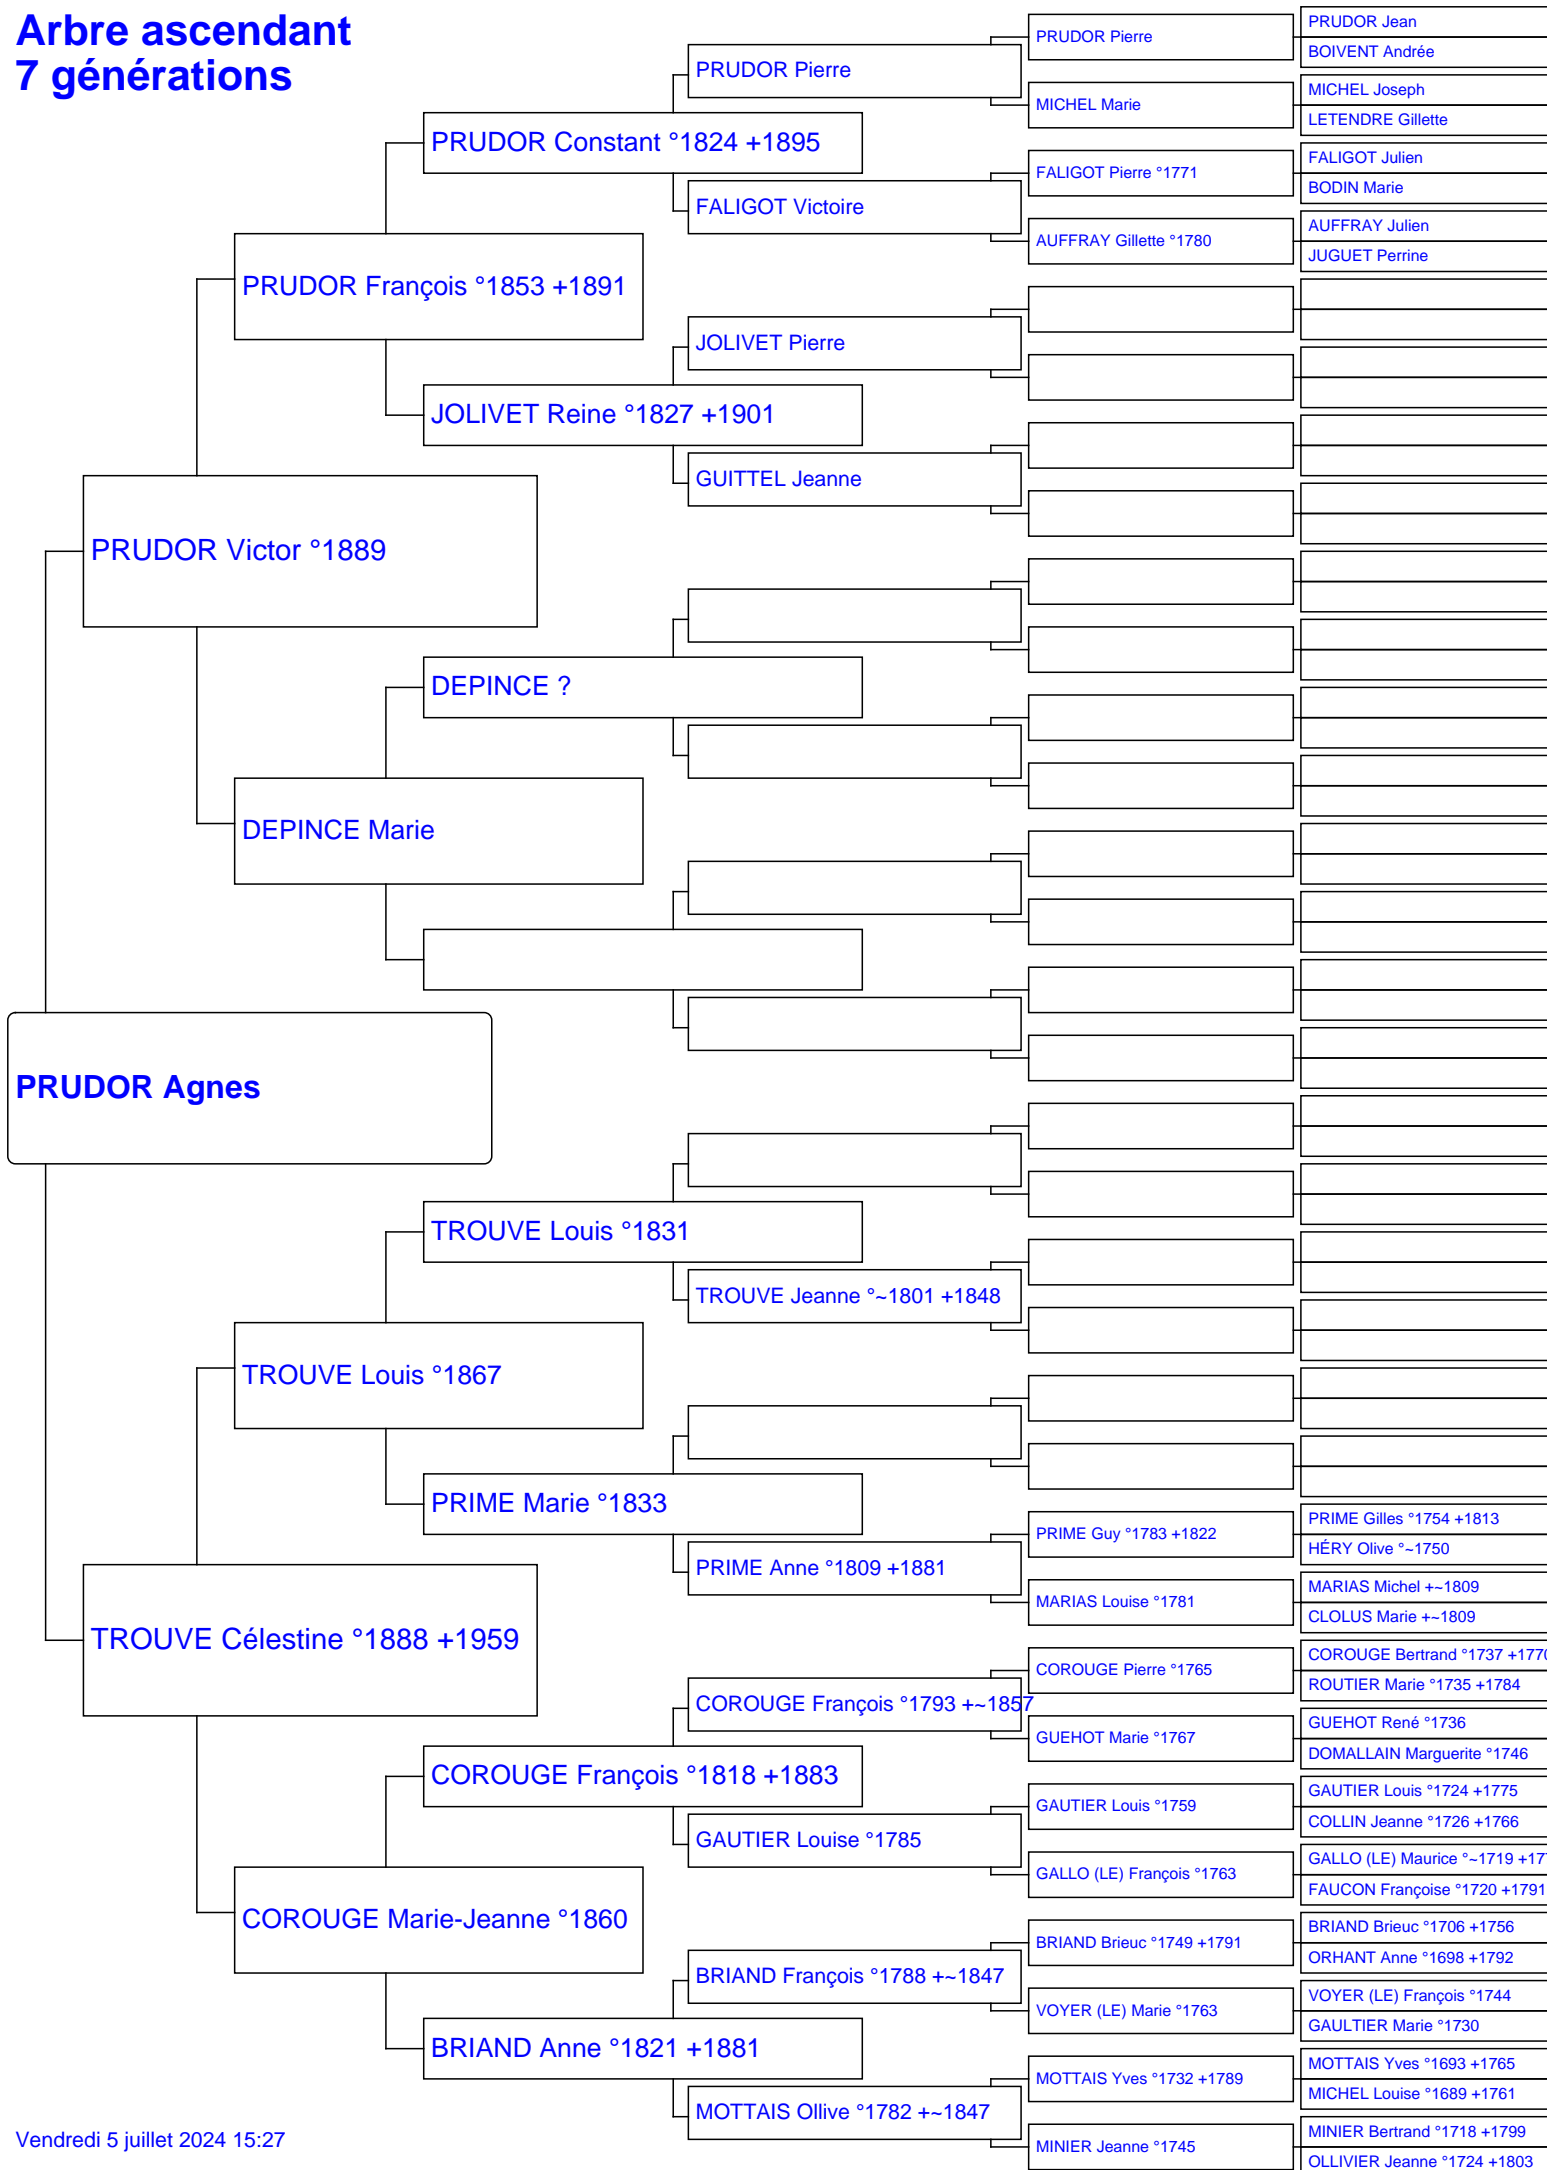 Arbre ascendant
7 générations
PRUDOR Agnes
PRUDOR Victor °1889
TROUVE Célestine °1888 +1959
PRUDOR François °1853 +1891
DEPINCE Marie
TROUVE Louis °1867
COROUGE Marie-Jeanne °1860
PRUDOR Constant °1824 +1895
JOLIVET Reine °1827 +1901
DEPINCE ?
TROUVE Louis °1831
PRIME Marie °1833
COROUGE François °1818 +1883
BRIAND Anne °1821 +1881
PRUDOR Pierre
FALIGOT Victoire
JOLIVET Pierre
GUITTEL Jeanne
TROUVE Jeanne °~1801 +1848
PRIME Anne °1809 +1881
COROUGE François °1793 +~1857
GAUTIER Louise °1785
BRIAND François °1788 +~1847
MOTTAIS Ollive °1782 +~1847
PRUDOR Pierre
MICHEL Marie
FALIGOT Pierre °1771
AUFFRAY Gillette °1780
PRIME Guy °1783 +1822
MARIAS Louise °1781
COROUGE Pierre °1765
GUEHOT Marie °1767
GAUTIER Louis °1759
GALLO (LE) François °1763
BRIAND Brieuc °1749 +1791
VOYER (LE) Marie °1763
MOTTAIS Yves °1732 +1789
MINIER Jeanne °1745
PRUDOR Jean
BOIVENT Andrée
MICHEL Joseph
LETENDRE Gillette
FALIGOT Julien
BODIN Marie
AUFFRAY Julien
JUGUET Perrine
PRIME Gilles °1754 +1813
HÉRY Olive °~1750
MARIAS Michel +~1809
CLOLUS Marie +~1809
COROUGE Bertrand °1737 +1770
ROUTIER Marie °1735 +1784
GUEHOT René °1736
DOMALLAIN Marguerite °1746
GAUTIER Louis °1724 +1775
COLLIN Jeanne °1726 +1766
GALLO (LE) Maurice °~1719
FAUCON Françoise °1720 +1791
BRIAND Brieuc °1706 +1756
ORHANT Anne °1698 +1792
VOYER (LE) François °1744
GAULTIER Marie °1730
MOTTAIS Yves °1693 +1765
MICHEL Louise °1689 +1761
MINIER Bertrand °1718 +1799
OLLIVIER Jeanne °1724 +1803
Vendredi 5 juillet 2024 15:27